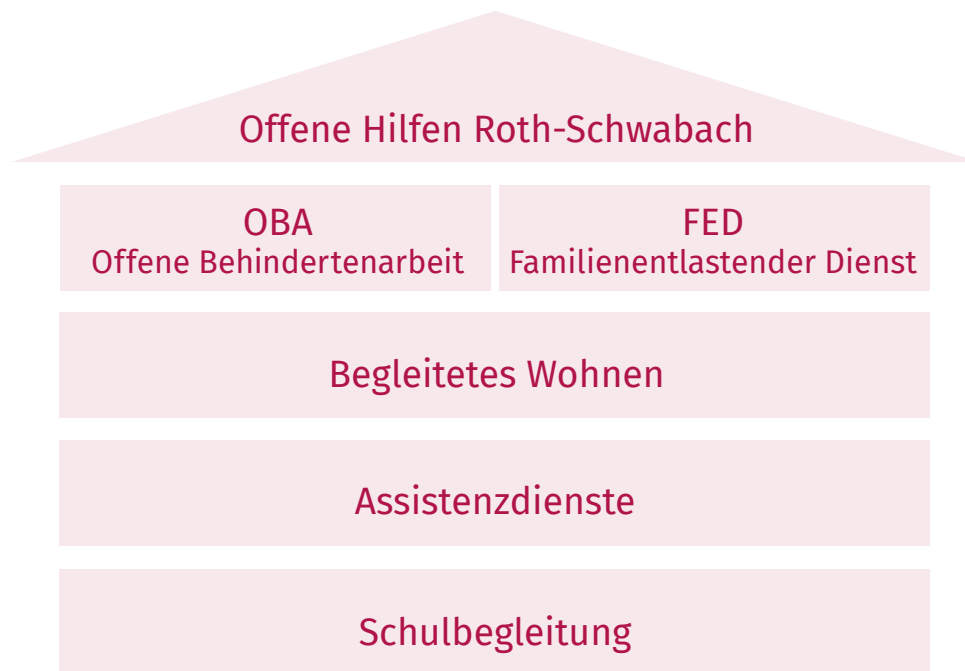 Offene Hilfen Roth-Schwabach
OBA
Offene Behindertenarbeit
FED
Familienentlastender Dienst
Begleitetes Wohnen
Assistenzdienste
Schulbegleitung